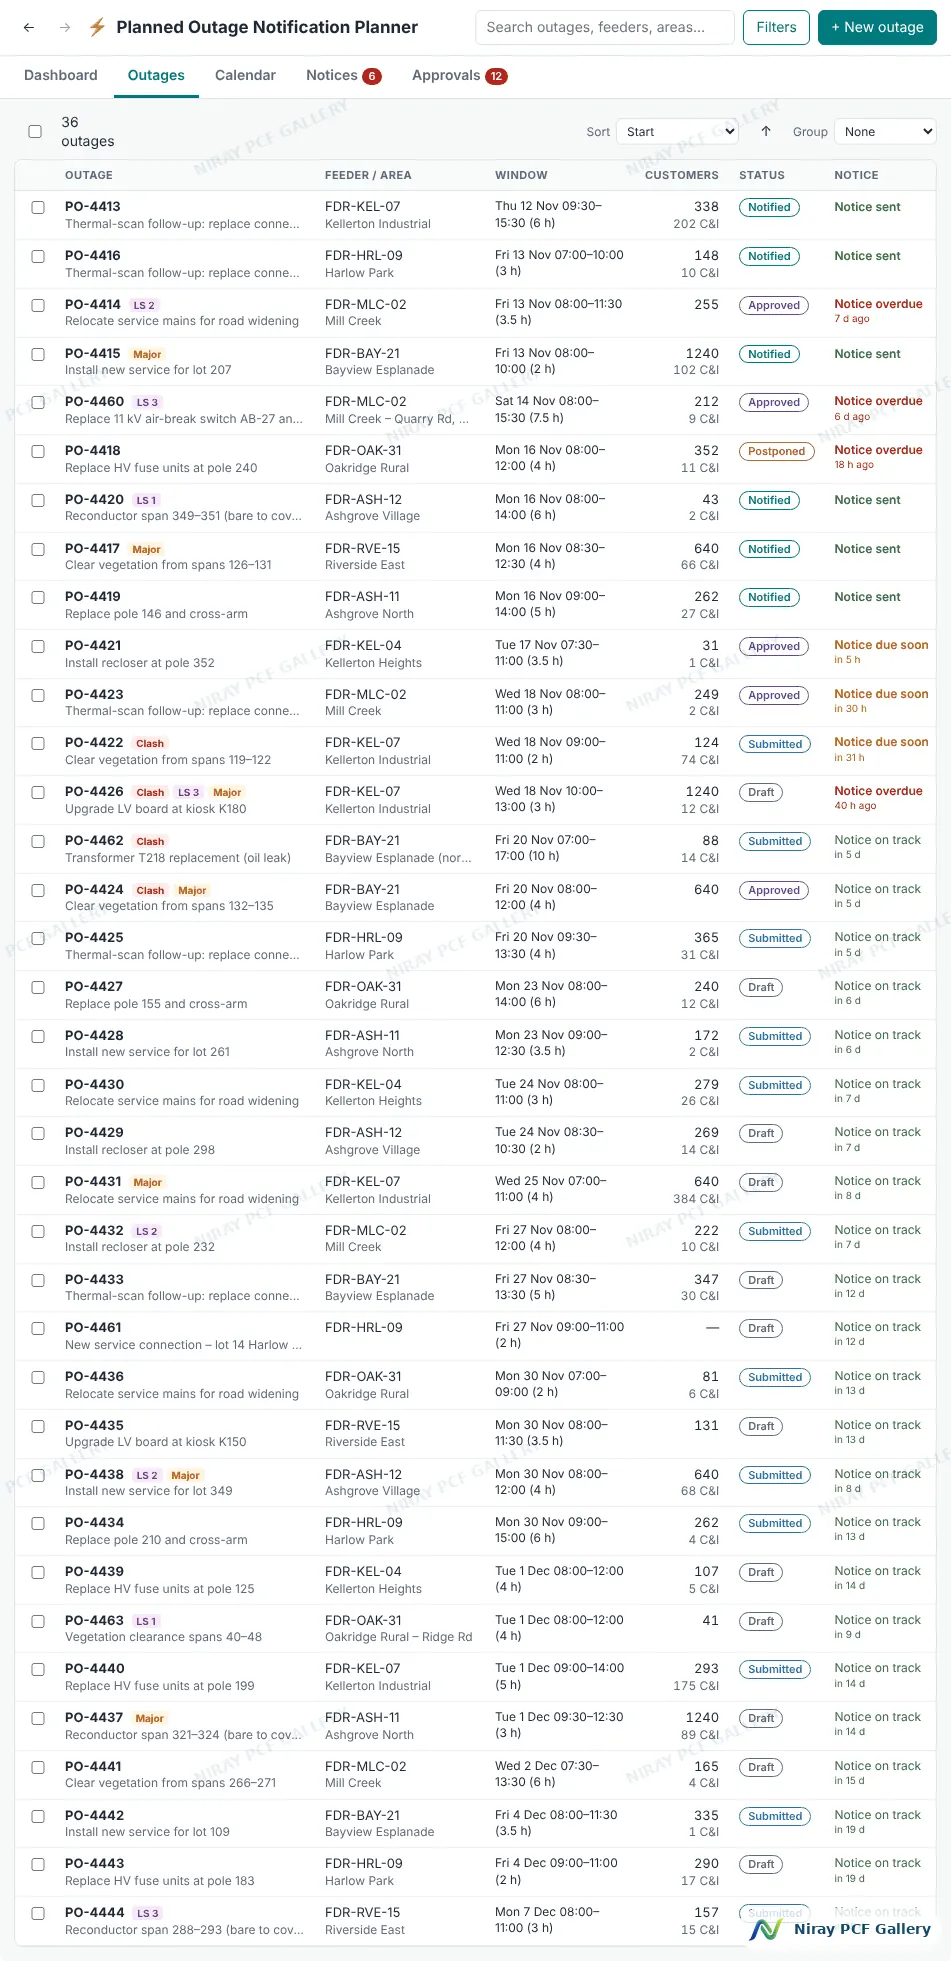 ← → ⚡ Planned Outage Notification Planner Search outages, feeders, areas... Filters + New outage
Dashboard Outages Calendar Notices 6 Approvals 12
36 outages Sort Start ↑ Group None
OUTAGE FEEDER / AREA WINDOW CUSTOMERS STATUS NOTICE
PO-4413 FDR-KEL-07 Thu 12 Nov 09:30– 338 Notified Notice sent
Thermal-scan follow-up: replace conne... Kellerton Industrial 15:30 (6 h) 202 C&I
PO-4416 FDR-HRL-09 Fri 13 Nov 07:00–10:00 148 Notified Notice sent
Thermal-scan follow-up: replace conne... Harlow Park (3 h) 10 C&I
PO-4414 LS 2 FDR-MLC-02 Fri 13 Nov 08:00–11:30 255 Approved Notice overdue
Relocate service mains for road widening Mill Creek (3.5 h) 7 d ago
PO-4415 Major FDR-BAY-21 Fri 13 Nov 08:00– 1240 Notified Notice sent
Install new service for lot 207 Bayview Esplanade 10:00 (2 h) 102 C&I
PO-4460 LS 3 FDR-MLC-02 Sat 14 Nov 08:00– 212 Approved Notice overdue
Replace 11 kV air-break switch AB-27 an... Mill Creek – Quarry Rd, ... 15:30 (7.5 h) 9 C&I 6 d ago
PO-4418 FDR-OAK-31 Mon 16 Nov 08:00– 352 Postponed Notice overdue
Replace HV fuse units at pole 240 Oakridge Rural 12:00 (4 h) 11 C&I 18 h ago
PO-4420 LS 1 FDR-ASH-12 Mon 16 Nov 08:00– 43 Notified Notice sent
Reconductor span 349–351 (bare to cov... Ashgrove Village 14:00 (6 h) 2 C&I
PO-4417 Major FDR-RVE-15 Mon 16 Nov 08:30– 640 Notified Notice sent
Clear vegetation from spans 126–131 Riverside East 12:30 (4 h) 66 C&I
PO-4419 FDR-ASH-11 Mon 16 Nov 09:00– 262 Notified Notice sent
Replace pole 146 and cross-arm Ashgrove North 14:00 (5 h) 27 C&I
PO-4421 FDR-KEL-04 Tue 17 Nov 07:30– 31 Approved Notice due soon
Install recloser at pole 352 Kellerton Heights 11:00 (3.5 h) 1 C&I in 5 h
PO-4423 FDR-MLC-02 Wed 18 Nov 08:00– 249 Approved Notice due soon
Thermal-scan follow-up: replace conne... Mill Creek 11:00 (3 h) 2 C&I in 30 h
PO-4422 Clash FDR-KEL-07 Wed 18 Nov 09:00– 124 Submitted Notice due soon
Clear vegetation from spans 119–122 Kellerton Industrial 11:00 (2 h) 74 C&I in 31 h
PO-4426 Clash LS 3 Major FDR-KEL-07 Wed 18 Nov 10:00– 1240 Draft Notice overdue
Upgrade LV board at kiosk K180 Kellerton Industrial 13:00 (3 h) 12 C&I 40 h ago
PO-4462 Clash FDR-BAY-21 Fri 20 Nov 07:00– 88 Submitted Notice on track
Transformer T218 replacement (oil leak) Bayview Esplanade (nor... 17:00 (10 h) 14 C&I in 5 d
PO-4424 Clash Major FDR-BAY-21 Fri 20 Nov 08:00– 640 Approved Notice on track
Clear vegetation from spans 132–135 Bayview Esplanade 12:00 (4 h) in 5 d
PO-4425 FDR-HRL-09 Fri 20 Nov 09:30– 365 Submitted Notice on track
Thermal-scan follow-up: replace conne... Harlow Park 13:30 (4 h) 31 C&I in 5 d
PO-4427 FDR-OAK-31 Mon 23 Nov 08:00– 240 Draft Notice on track
Replace pole 155 and cross-arm Oakridge Rural 14:00 (6 h) 12 C&I in 6 d
PO-4428 FDR-ASH-11 Mon 23 Nov 09:00– 172 Submitted Notice on track
Install new service for lot 261 Ashgrove North 12:30 (3.5 h) 2 C&I in 6 d
PO-4430 FDR-KEL-04 Tue 24 Nov 08:00– 279 Submitted Notice on track
Relocate service mains for road widening Kellerton Heights 11:00 (3 h) 26 C&I in 7 d
PO-4429 FDR-ASH-12 Tue 24 Nov 08:30– 269 Draft Notice on track
Install recloser at pole 298 Ashgrove Village 10:30 (2 h) 14 C&I in 7 d
PO-4431 Major FDR-KEL-07 Wed 25 Nov 07:00– 640 Draft Notice on track
Relocate service mains for road widening Kellerton Industrial 11:00 (4 h) 384 C&I in 8 d
PO-4432 LS 2 FDR-MLC-02 Fri 27 Nov 08:00– 222 Submitted Notice on track
Install recloser at pole 232 Mill Creek 12:00 (4 h) 10 C&I in 7 d
PO-4433 FDR-BAY-21 Fri 27 Nov 08:30– 347 Draft Notice on track
Thermal-scan follow-up: replace conne... Bayview Esplanade 13:30 (5 h) 30 C&I in 12 d
PO-4461 FDR-HRL-09 Fri 27 Nov 09:00–11:00 — Draft Notice on track
New service connection – lot 14 Harlow ... (2 h) in 12 d
PO-4436 FDR-OAK-31 Mon 30 Nov 07:00– 81 Submitted Notice on track
Relocate service mains for road widening Oakridge Rural 09:00 (2 h) 6 C&I in 13 d
PO-4435 FDR-RVE-15 Mon 30 Nov 08:00– 131 Draft Notice on track
Upgrade LV board at kiosk K150 Riverside East 11:30 (3.5 h) in 13 d
PO-4438 LS 2 Major FDR-ASH-12 Mon 30 Nov 08:00– 640 Submitted Notice on track
Install new service for lot 349 Ashgrove Village 12:00 (4 h) 68 C&I in 8 d
PO-4434 FDR-HRL-09 Mon 30 Nov 09:00– 262 Submitted Notice on track
Replace pole 210 and cross-arm Harlow Park 15:00 (6 h) 4 C&I in 13 d
PO-4439 FDR-KEL-04 Tue 1 Dec 08:00–12:00 107 Draft Notice on track
Replace HV fuse units at pole 125 Kellerton Heights (4 h) 5 C&I in 14 d
PO-4463 LS 1 FDR-OAK-31 Tue 1 Dec 08:00–12:00 41 Draft Notice on track
Vegetation clearance spans 40–48 Oakridge Rural – Ridge Rd (4 h) in 9 d
PO-4440 FDR-KEL-07 Tue 1 Dec 09:00–14:00 293 Submitted Notice on track
Replace HV fuse units at pole 199 Kellerton Industrial (5 h) 175 C&I in 14 d
PO-4437 Major FDR-ASH-11 Tue 1 Dec 09:30–12:30 1240 Draft Notice on track
Reconductor span 321–324 (bare to cov... Ashgrove North (3 h) 89 C&I in 14 d
PO-4441 FDR-MLC-02 Wed 2 Dec 07:30– 165 Draft Notice on track
Clear vegetation from spans 266–271 Mill Creek 13:30 (6 h) 4 C&I in 15 d
PO-4442 FDR-BAY-21 Fri 4 Dec 08:00–11:30 335 Submitted Notice on track
Install new service for lot 109 Bayview Esplanade (3.5 h) 1 C&I in 19 d
PO-4443 FDR-HRL-09 Fri 4 Dec 09:00–11:00 290 Draft Notice on track
Replace HV fuse units at pole 183 Harlow Park (2 h) 17 C&I in 19 d
PO-4444 LS 3 FDR-RVE-15 Mon 7 Dec 08:00– 157 Submitted Notice on track
Reconductor span 288–293 (bare to cov... Riverside East 11:00 (3 h) 15 C&I
Niray PCF Gallery